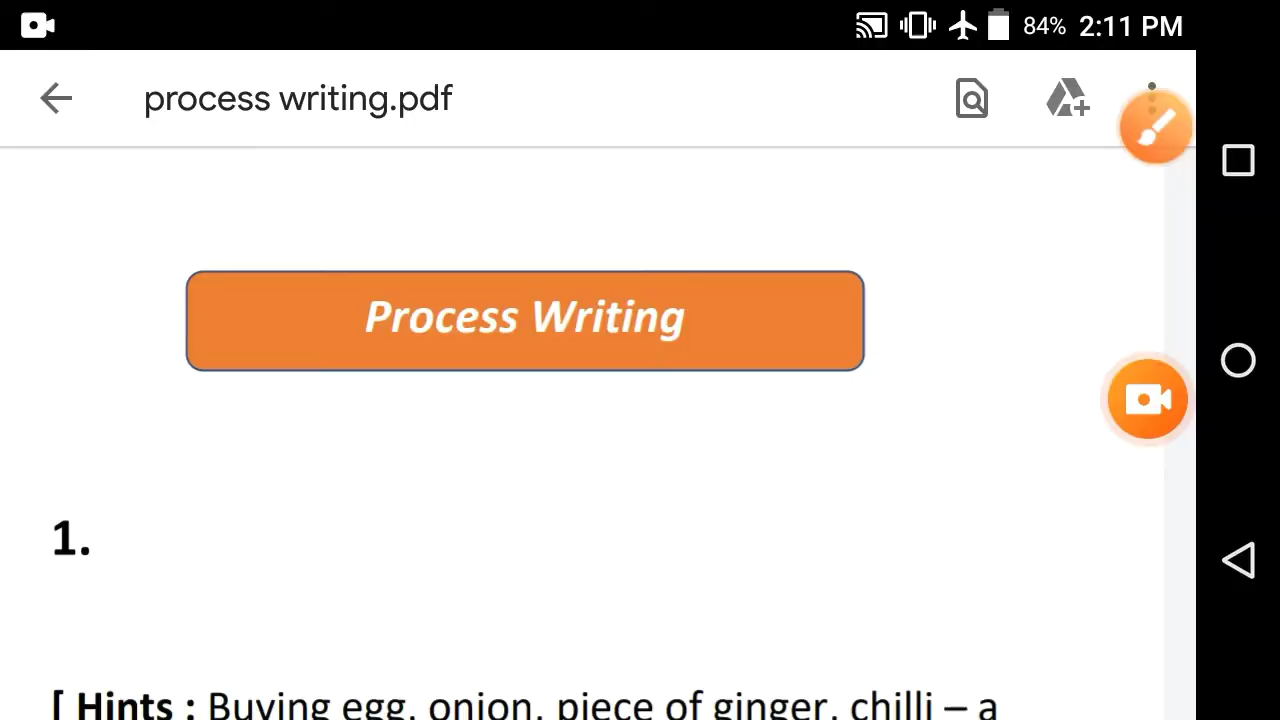 84% 2:11 PM
process writing.pdf
Process Writing
1.
[ Hints : Buying egg, onion, piece of ginger, chilli – a